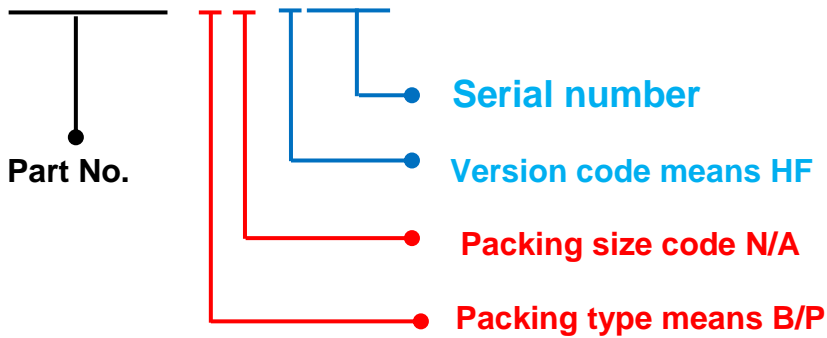 Serial number
Part No.
Version code means HF
Packing size code N/A
Packing type means B/P